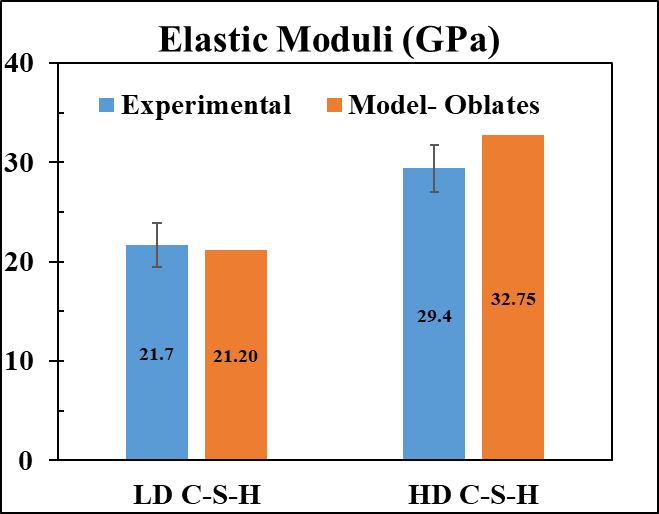 Elastic Moduli (GPa)
40
Experimental
Model- Oblates
30
20
10
0
21.7
21.20
29.4
32.75
LD C-S-H
HD C-S-H